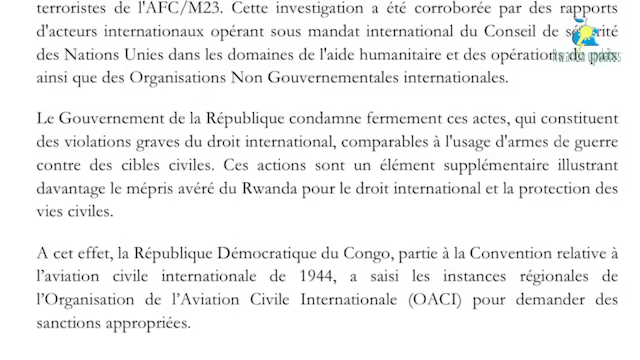 terroristes de l'AFC/M23. Cette investigation a été corroborée par des rapports
d'acteurs internationaux opérant sous mandat international du Conseil de sécurité
des Nations Unies dans les domaines de l'aide humanitaire et des opérations de paix
ainsi que des Organisations Non Gouvernementales internationales.
Le Gouvernement de la République condamne fermement ces actes, qui constituent
des violations graves du droit international, comparables à l'usage d'armes de guerre
contre des cibles civiles. Ces actions sont un élément supplémentaire illustrant
davantage le mépris avéré du Rwanda pour le droit international et la protection des
vies civiles.
A cet effet, la République Démocratique du Congo, partie à la Convention relative à
l'aviation civile internationale de 1944, a saisi les instances régionales de
l'Organisation de l'Aviation Civile Internationale (OACI) pour demander des
sanctions appropriées.
Rwanda updates